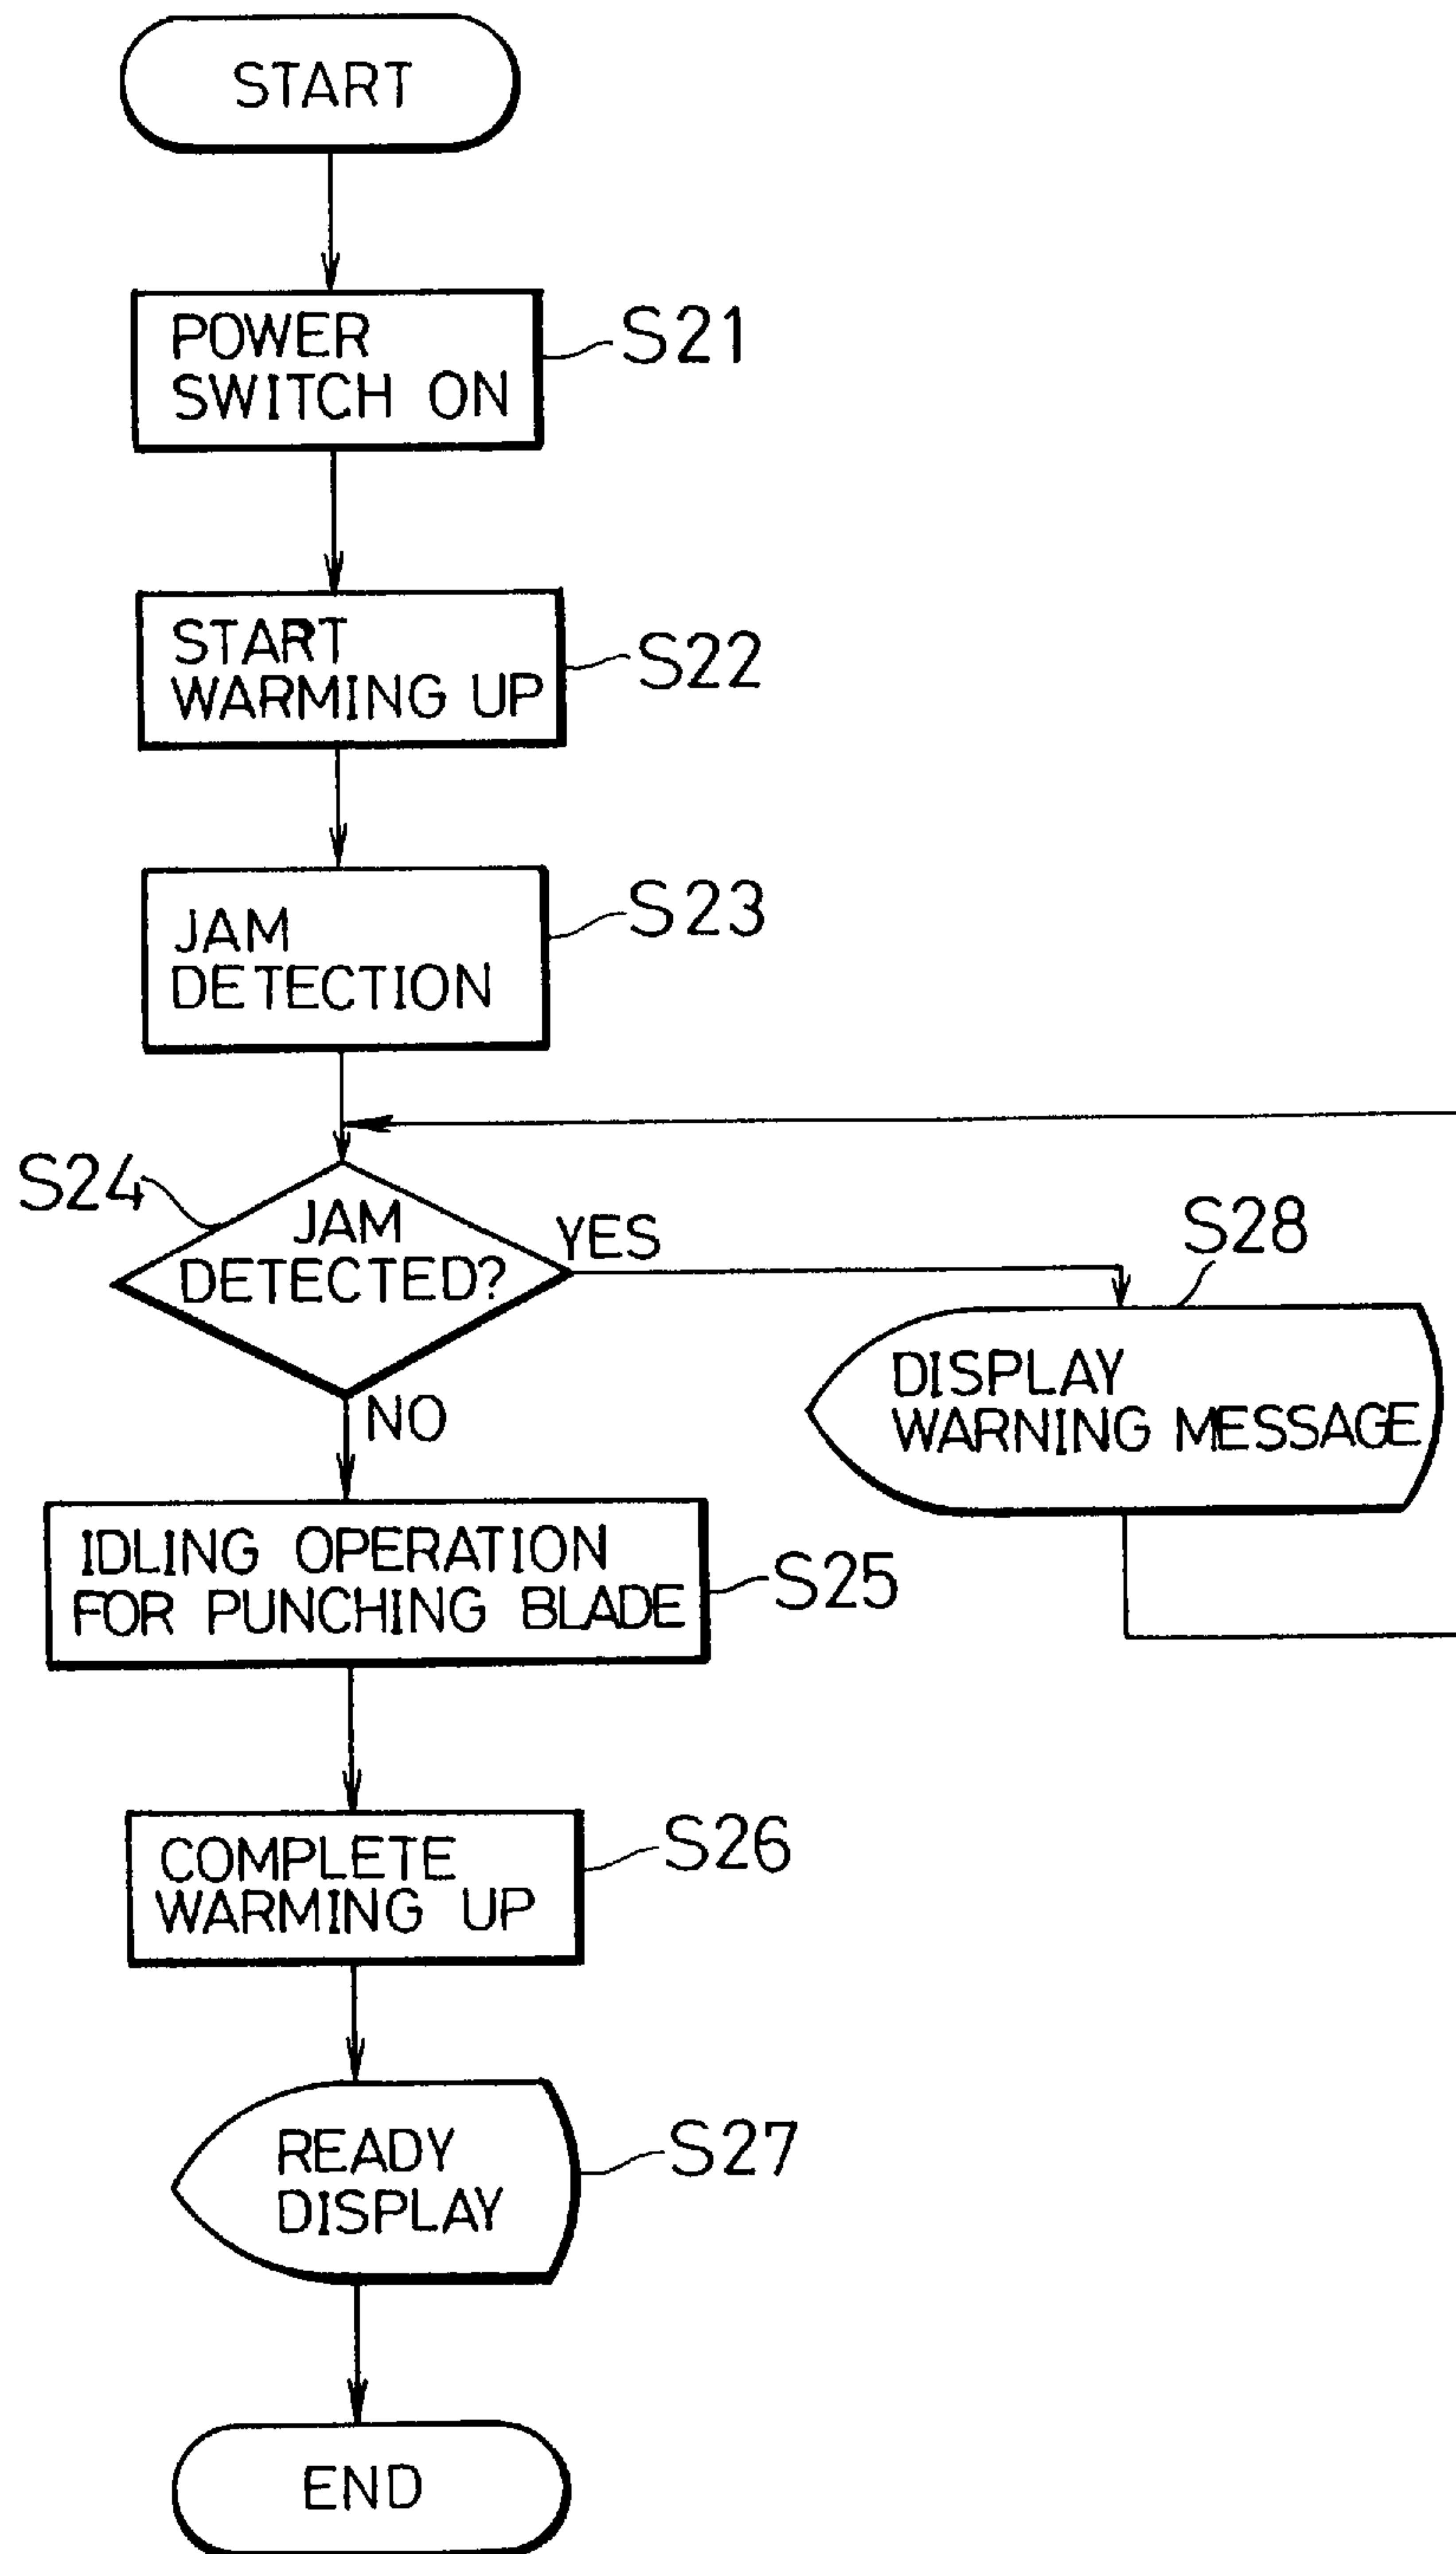 START
POWER
SWITCH ON
S21
START
WARMING UP
S22
JAM
DETECTION
S23
S24
JAM
DETECTED?
YES
NO
S28
DISPLAY
WARNING MESSAGE
IDLING OPERATION
FOR PUNCHING BLADE
S25
COMPLETE
WARMING UP
S26
READY
DISPLAY
S27
END